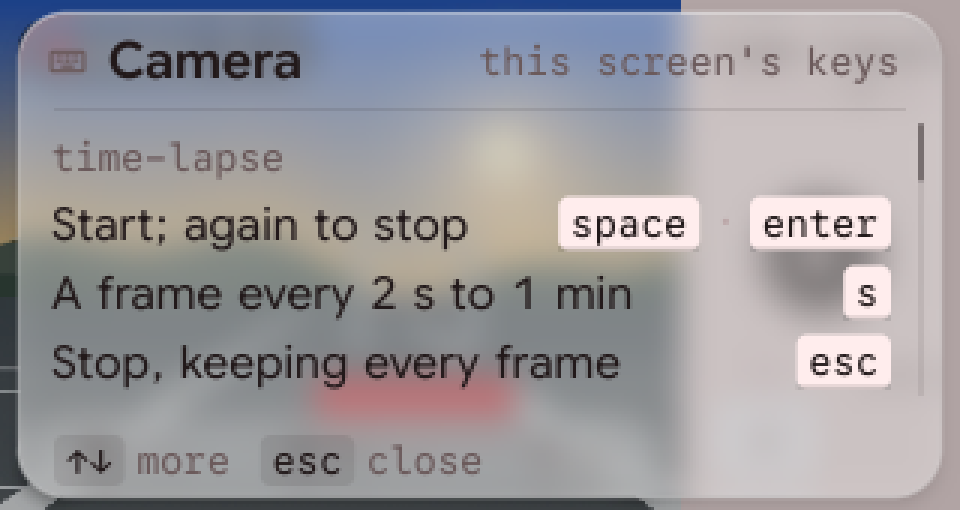 Camera this screen's keys
time-lapse
Start; again to stop space · enter
A frame every 2 s to 1 min s
Stop, keeping every frame esc
↑↓ more esc close